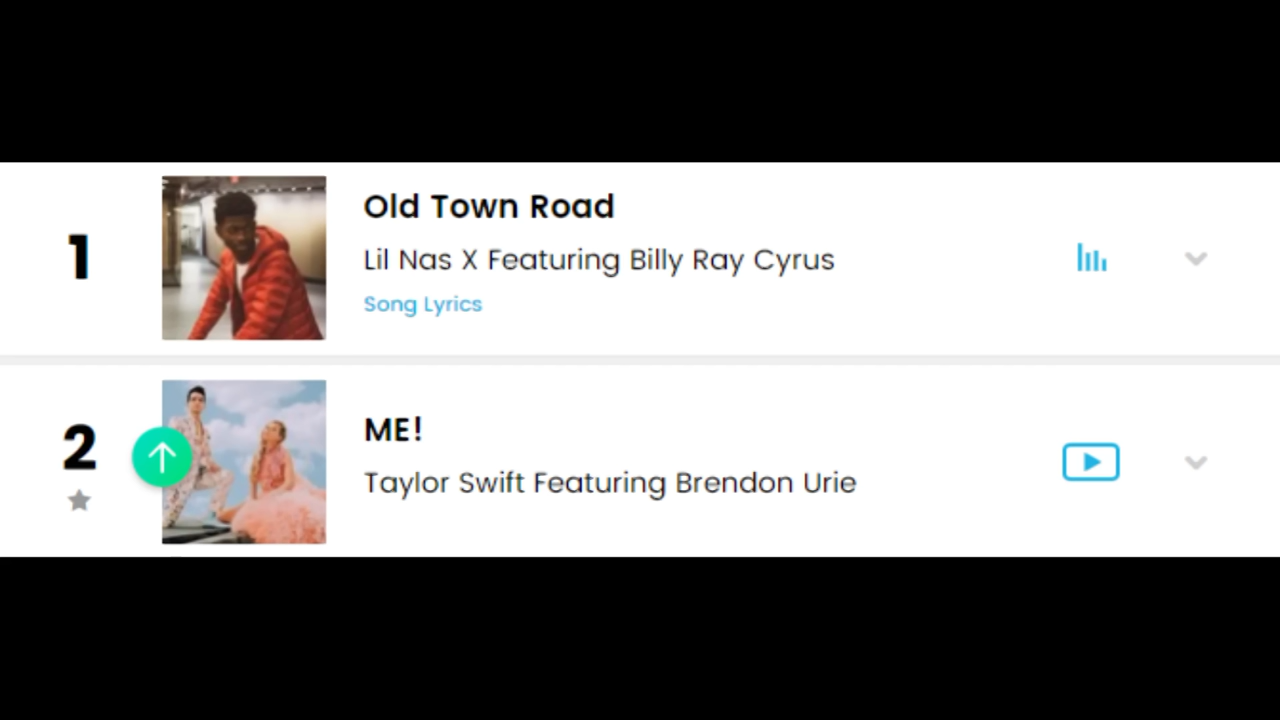 1
Old Town Road
Lil Nas X Featuring Billy Ray Cyrus
Song Lyrics
2
ME!
Taylor Swift Featuring Brendon Urie